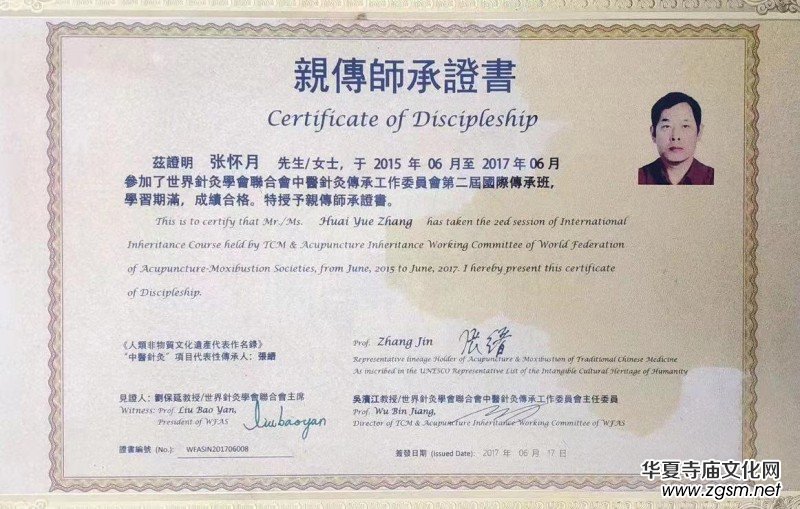 親傳師承證書
Certificate of Discipleship
茲證明 张怀月 先生/女士，于 2015 年 06 月至 2017 年 06 月
參加了世界針灸學會聯合會中醫針灸傳承工作委員會第二屆國際傳承班，
學習期滿，成績合格。特授予親傳師承證書。
This is to certify that Mr./Ms. Huai Yue Zhang has taken the 2ed session of International
Inheritance Course held by TCM & Acupuncture Inheritance Working Committee of World Federation
of Acupuncture-Moxibustion Societies, from June, 2015 to June, 2017. I hereby present this certificate
of Discipleship.
《人類非物質文化遺產代表作名錄》
“中醫針灸”項目代表性傳承人：張縉
Prof. Zhang Jin 张缙
Representative lineage Holder of Acupuncture & Moxibustion of Traditional Chinese Medicine
As inscribed in the UNESCO Representative List of the Intangible Cultural Heritage of Humanity
見證人：劉保延教授/世界針灸學會聯合會主席
Witness: Prof. Liu Bao Yan,
President of WFAS
liubaoyan
吳濱江教授/世界針灸學會聯合會中醫針灸傳承工作委員會主任委員
Prof. Wu Bin Jiang,
Director of TCM & Acupuncture Inheritance Working Committee of WFAS
證書編號 (No.): WFASIN201706008
簽發日期 (Issued Date): 2017 年 06 月 17 日
华夏寺庙文化网
www.zgsm.net